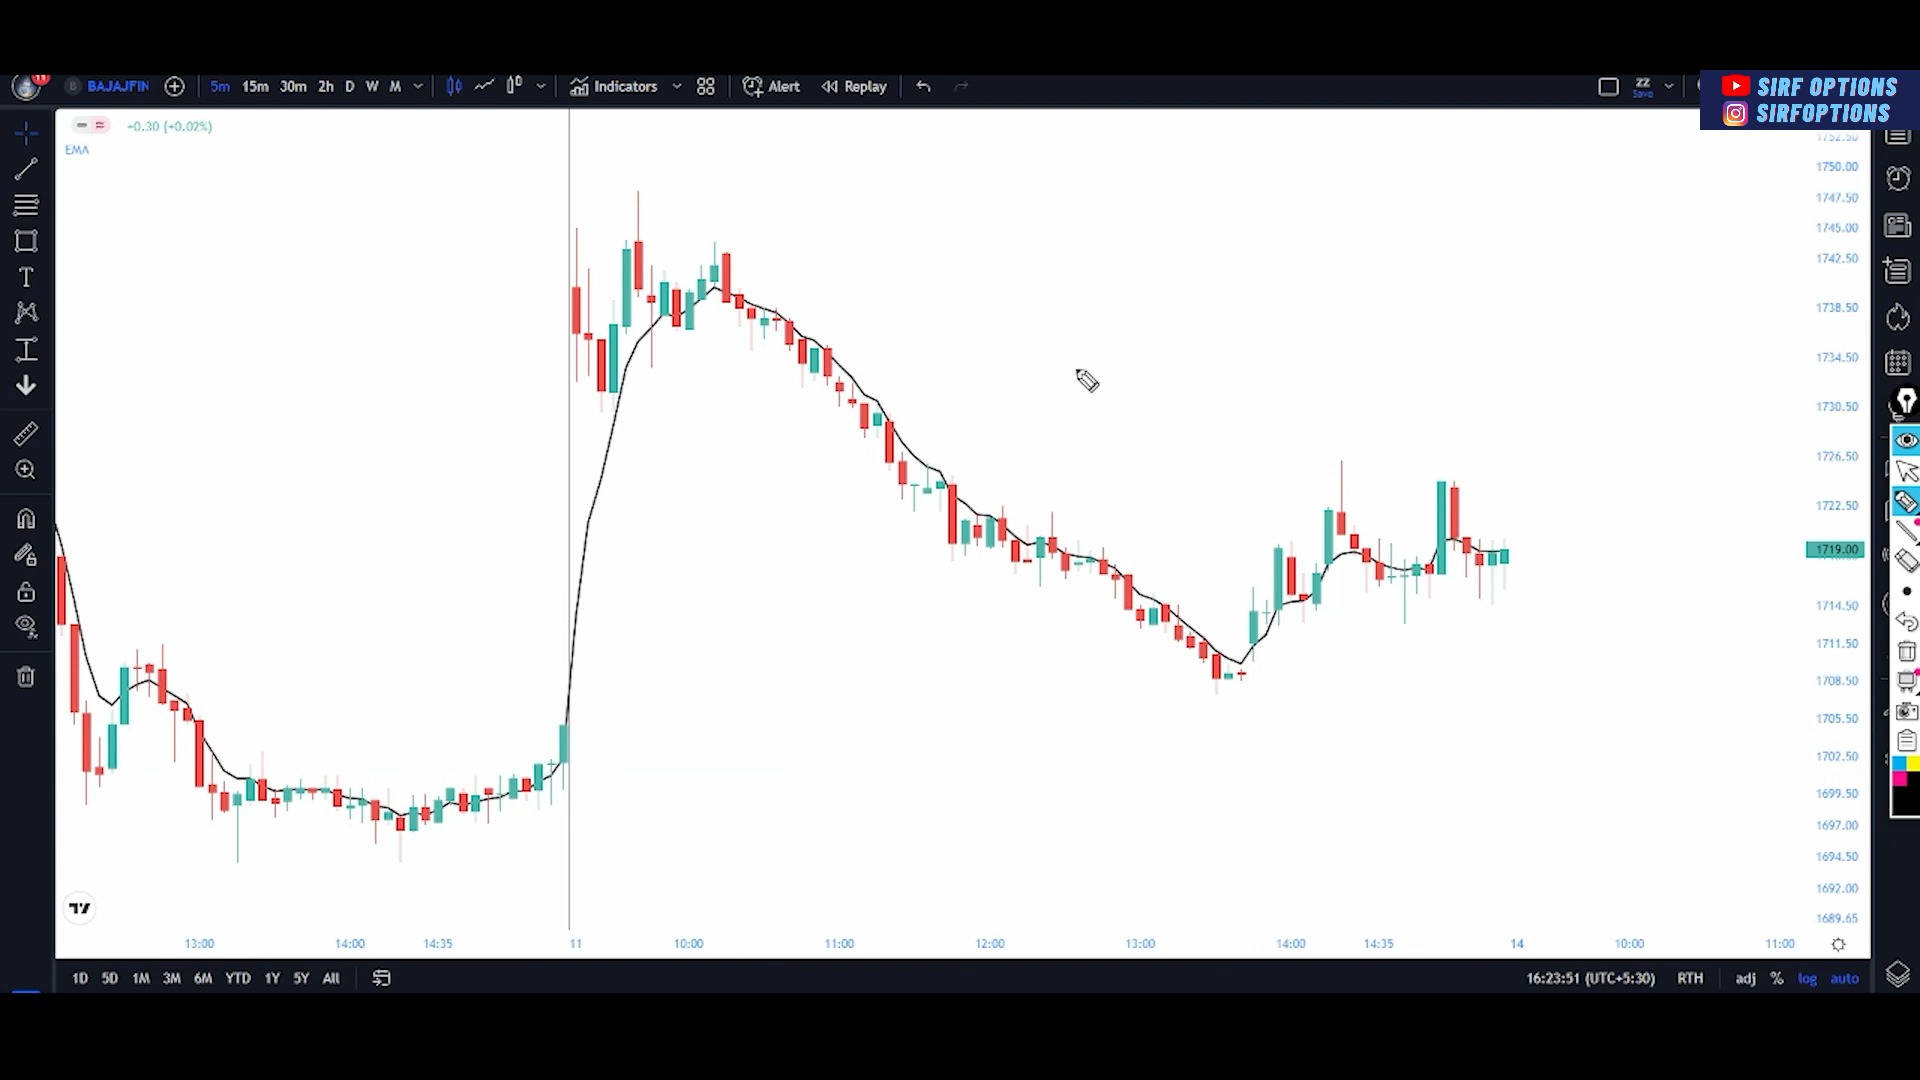 11
BAJAJFIN
5m 15m 30m 2h D W M
Indicators
Alert
Replay
ZZ
Save
SIRF OPTIONS
SIRFOPTIONS
+0.30 (+0.02%)
EMA
1752.50
1750.00
1747.50
1745.00
1742.50
1738.50
1734.50
1730.50
1726.50
1722.50
1719.00
1714.50
1711.50
1708.50
1705.50
1702.50
1699.50
1697.00
1694.50
1692.00
1689.65
13:00 14:00 14:35 11 10:00 11:00 12:00 13:00 14:00 14:35 14 10:00 11:00
1D 5D 1M 3M 6M YTD 1Y 5Y All
16:23:51 (UTC+5:30) RTH adj % log auto